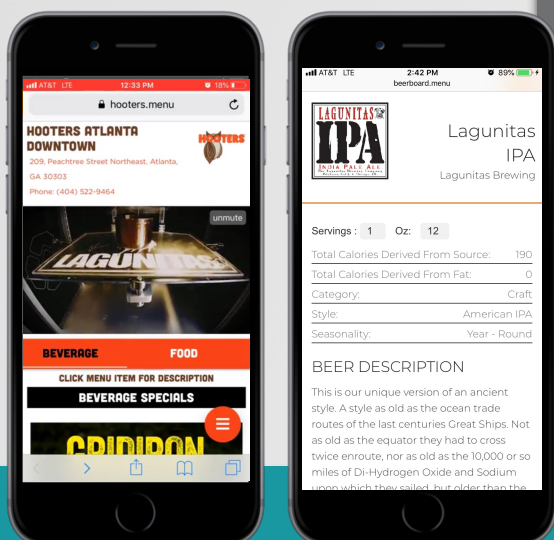 AT&T LTE 12:33 PM 18%
hooters.menu
HOOTERS ATLANTA
DOWNTOWN
209, Peachtree Street Northeast, Atlanta,
GA 30303
Phone: (404) 522-9464
HOOTERS
unmute
LAGUNITAS
BEVERAGE FOOD
CLICK MENU ITEM FOR DESCRIPTION
BEVERAGE SPECIALS
GRIDIRON
AT&T LTE 2:42 PM 89%
beerboard.menu
LAGUNITAS
IPA
INDIA PALE ALE
The Lagunitas Brewing Company
Lagunitas
IPA
Lagunitas Brewing
Servings : 1 Oz: 12
Total Calories Derived From Source: 190
Total Calories Derived From Fat: 0
Category: Craft
Style: American IPA
Seasonality: Year - Round
BEER DESCRIPTION
This is our unique version of an ancient
style. A style as old as the ocean trade
routes of the last centuries Great Ships. Not
as old as the equator they had to cross
twice enroute, nor as old as the 10,000 or so
miles of Di-Hydrogen Oxide and Sodium
upon which they sailed, but older than the